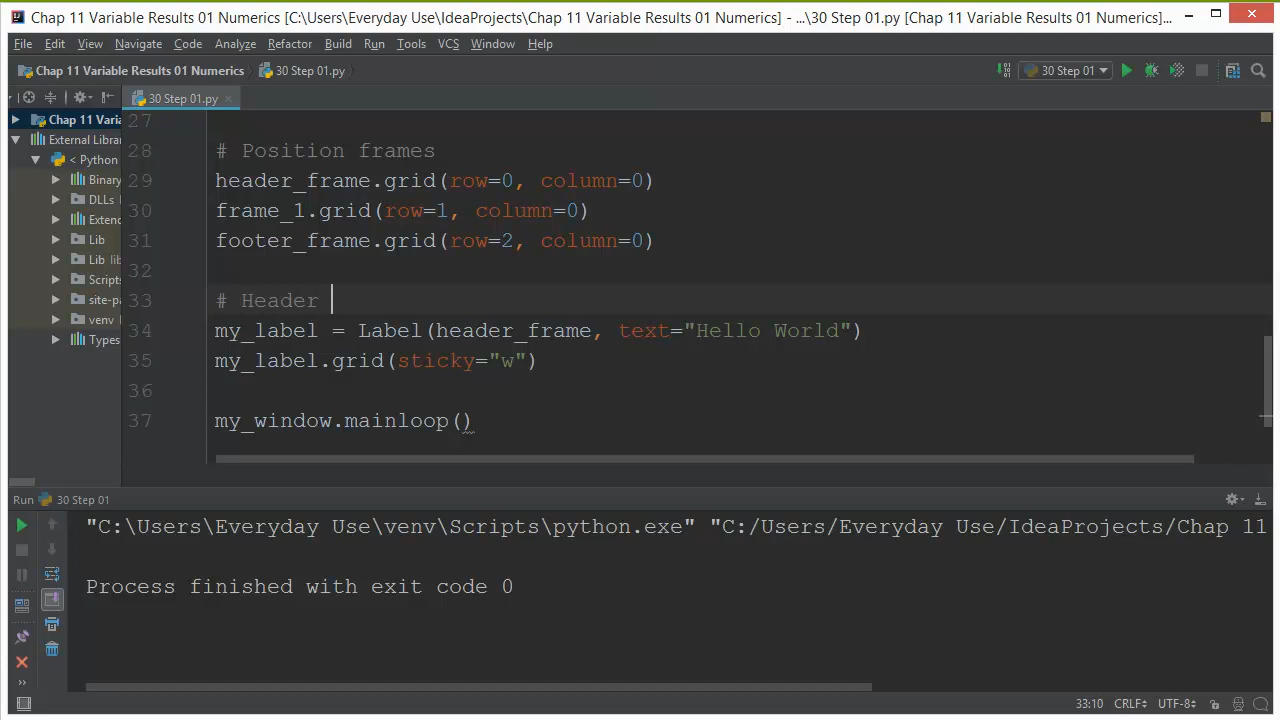 Chap 11 Variable Results 01 Numerics [C:\Users\Everyday Use\IdeaProjects\Chap 11 Variable Results 01 Numerics] - ...\30 Step 01.py [Chap 11 Variable Results 01 Numerics]...
File Edit View Navigate Code Analyze Refactor Build Run Tools VCS Window Help
Chap 11 Variable Results 01 Numerics 30 Step 01.py 30 Step 01
30 Step 01.py
Chap 11 Varia
External Librar
< Python
Binary
DLLs
Extend
Lib
Lib lib
Scripts
site-pa
venv
Types
27
28 # Position frames
29 header_frame.grid(row=0, column=0)
30 frame_1.grid(row=1, column=0)
31 footer_frame.grid(row=2, column=0)
32
33 # Header
34 my_label = Label(header_frame, text="Hello World")
35 my_label.grid(sticky="w")
36
37 my_window.mainloop()
Run 30 Step 01
"C:\Users\Everyday Use\venv\Scripts\python.exe" "C:/Users/Everyday Use/IdeaProjects/Chap 11
Process finished with exit code 0
33:10 CRLF UTF-8